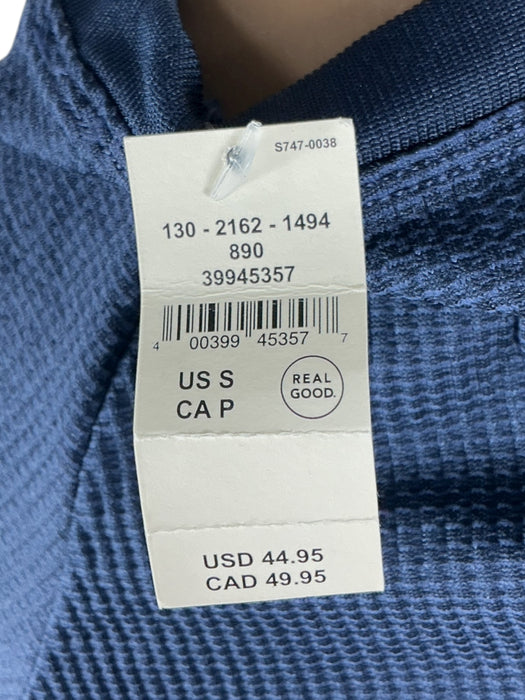 S747-0038
130 - 2162 - 1494
890
39945357
4 00399 45357 7
US S
CA P
REAL
GOOD.
USD 44.95
CAD 49.95